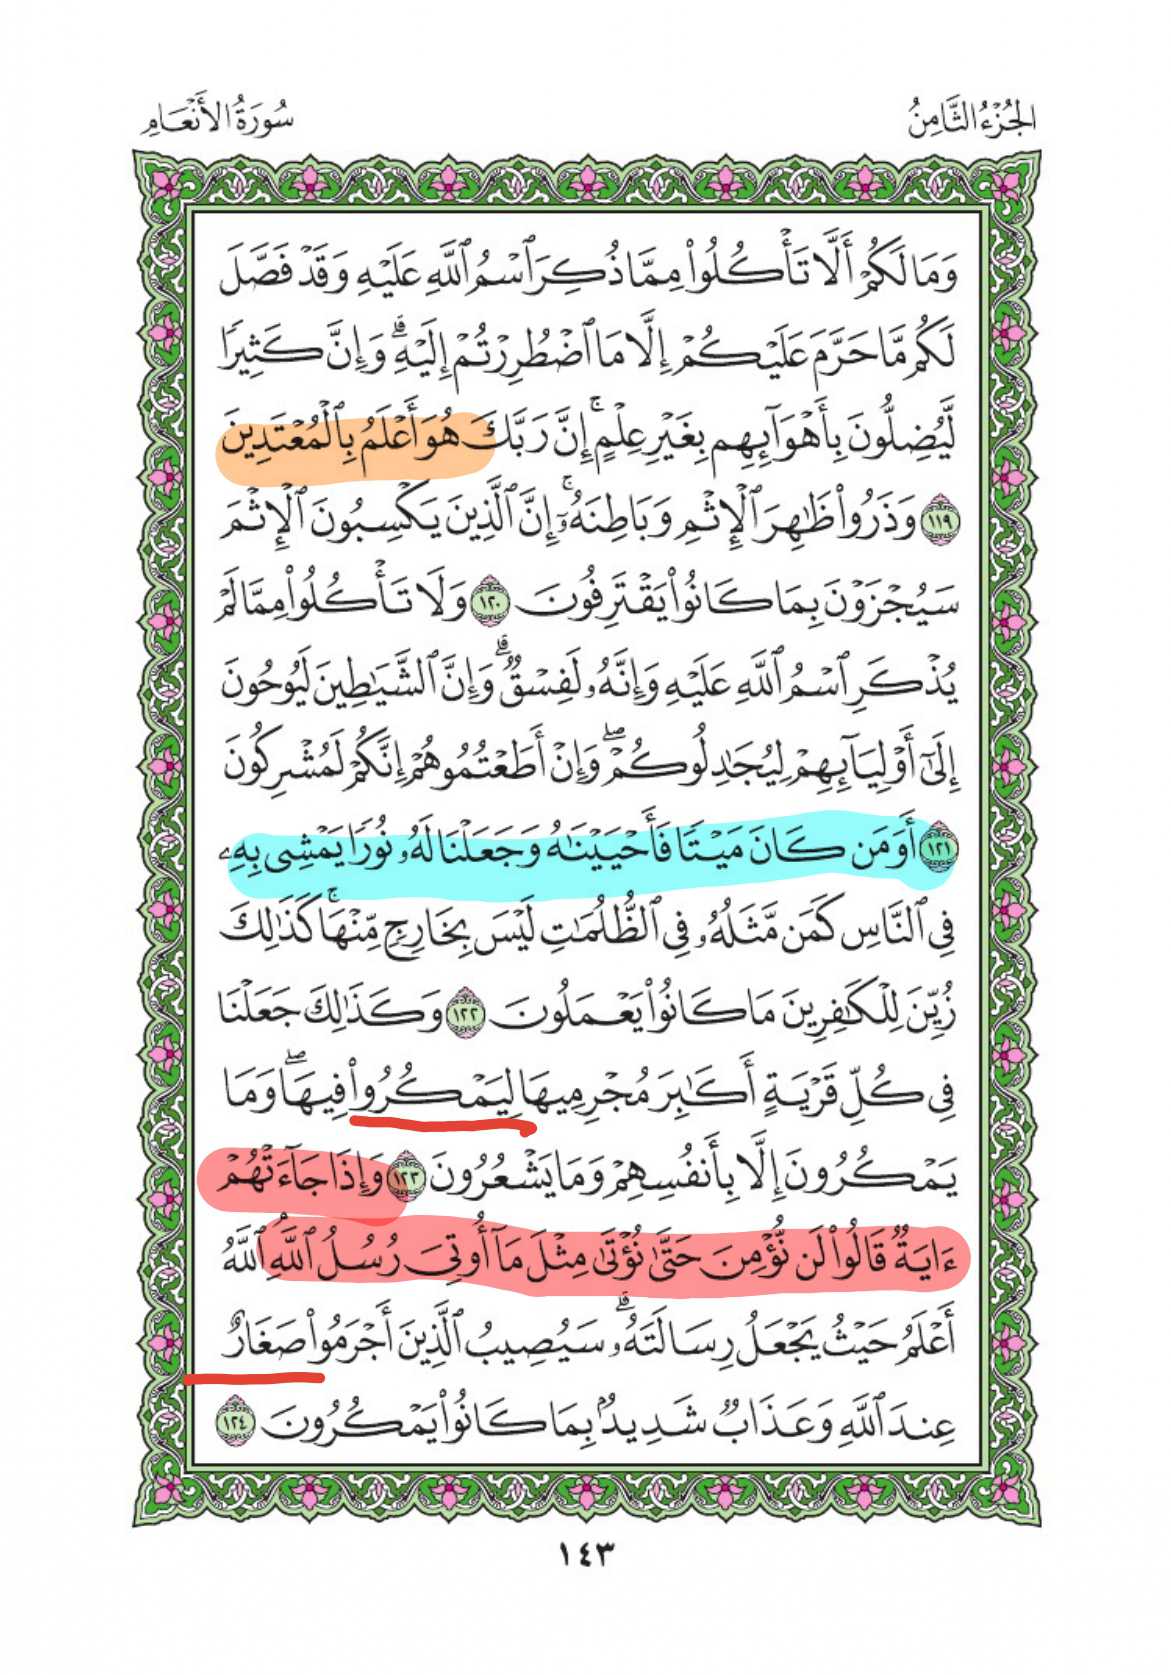 الجُزْءُ الثَّامِنُ
سُورَةُ الأَنْعَامِ
وَمَا لَكُمْ أَلَّا تَأْكُلُوا۟ مِمَّا ذُكِرَ ٱسْمُ ٱللَّهِ عَلَيْهِ وَقَدْ فَصَّلَ
لَكُم مَّا حَرَّمَ عَلَيْكُمْ إِلَّا مَا ٱضْطُرِرْتُمْ إِلَيْهِ ۗ وَإِنَّ كَثِيرًا
لَّيُضِلُّونَ بِأَهْوَآئِهِم بِغَيْرِ عِلْمٍ ۚ إِنَّ رَبَّكَ هُوَ أَعْلَمُ بِٱلْمُعْتَدِينَ
١١٩ وَذَرُوا۟ ظَٰهِرَ ٱلْإِثْمِ وَبَاطِنَهُۥٓ ۚ إِنَّ ٱلَّذِينَ يَكْسِبُونَ ٱلْإِثْمَ
سَيُجْزَوْنَ بِمَا كَانُوا۟ يَقْتَرِفُونَ ١٢٠ وَلَا تَأْكُلُوا۟ مِمَّا لَمْ
يُذْكَرِ ٱسْمُ ٱللَّهِ عَلَيْهِ وَإِنَّهُۥ لَفِسْقٌ ۗ وَإِنَّ ٱلشَّيَٰطِينَ لَيُوحُونَ
إِلَىٰٓ أَوْلِيَآئِهِمْ لِيُجَٰدِلُوكُمْ ۖ وَإِنْ أَطَعْتُمُوهُمْ إِنَّكُمْ لَمُشْرِكُونَ
١٢١ أَوَمَن كَانَ مَيْتًا فَأَحْيَيْنَٰهُ وَجَعَلْنَا لَهُۥ نُورًا يَمْشِى بِهِۦ
فِى ٱلنَّاسِ كَمَن مَّثَلُهُۥ فِى ٱلظُّلُمَٰتِ لَيْسَ بِخَارِجٍ مِّنْهَا ۚ كَذَٰلِكَ
زُيِّنَ لِلْكَٰفِرِينَ مَا كَانُوا۟ يَعْمَلُونَ ١٢٢ وَكَذَٰلِكَ جَعَلْنَا
فِى كُلِّ قَرْيَةٍ أَكَٰبِرَ مُجْرِمِيهَا لِيَمْكُرُوا۟ فِيهَا ۖ وَمَا
يَمْكُرُونَ إِلَّا بِأَنفُسِهِمْ وَمَا يَشْعُرُونَ ١٢٣ وَإِذَا جَآءَتْهُمْ
ءَايَةٌ قَالُوا۟ لَن نُّؤْمِنَ حَتَّىٰ نُؤْتَىٰ مِثْلَ مَآ أُوتِىَ رُسُلُ ٱللَّهِ ٱللَّهُ
أَعْلَمُ حَيْثُ يَجْعَلُ رِسَالَتَهُۥ ۗ سَيُصِيبُ ٱلَّذِينَ أَجْرَمُوا۟ صَغَارٌ
عِندَ ٱللَّهِ وَعَذَابٌ شَدِيدٌۢ بِمَا كَانُوا۟ يَمْكُرُونَ ١٢٤
١٤٣